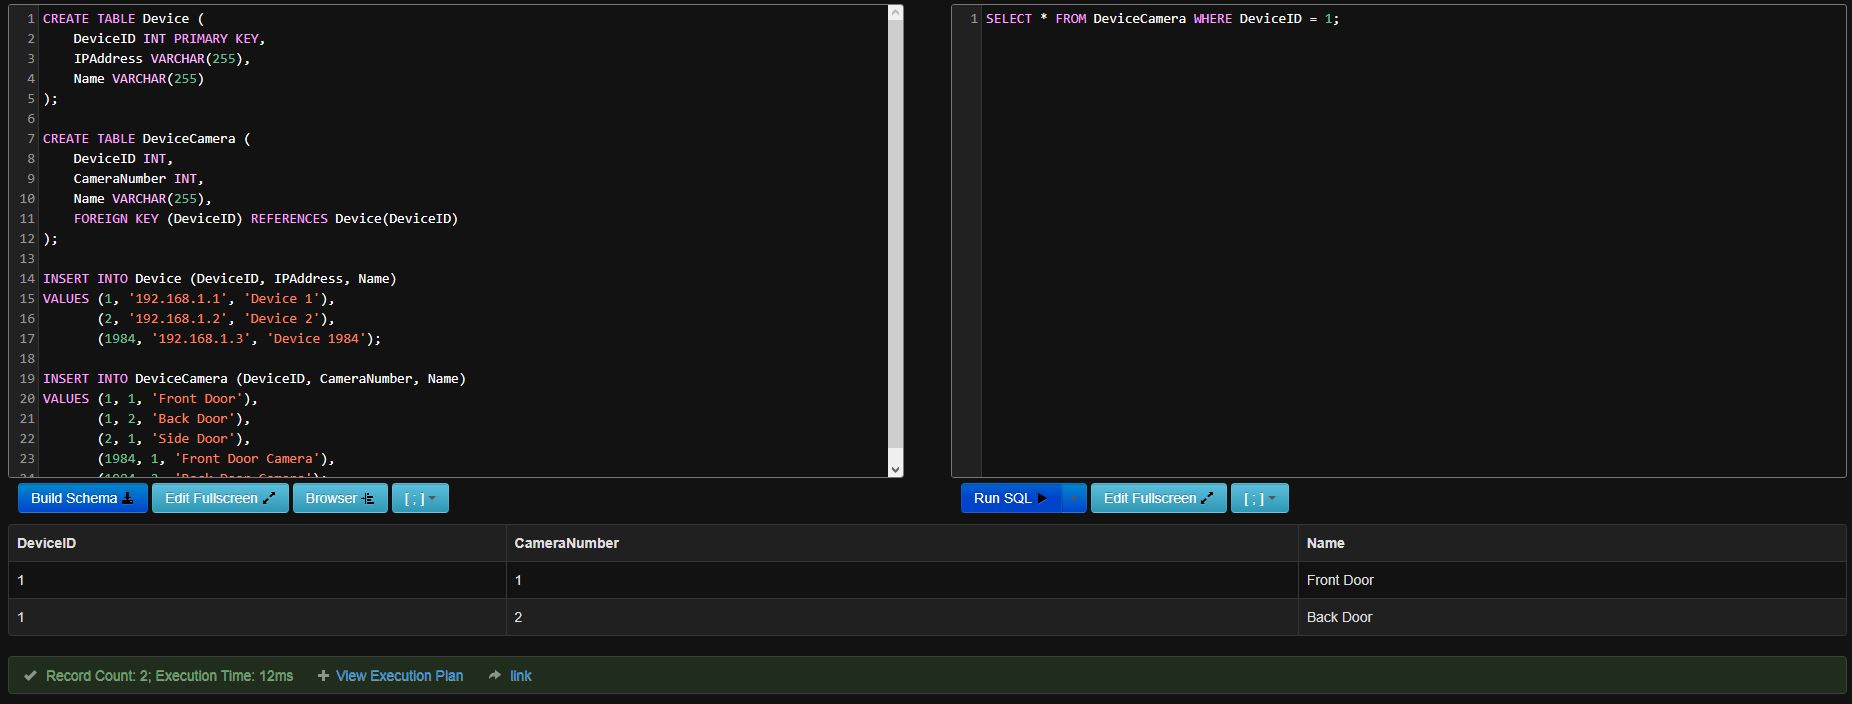 1 CREATE TABLE Device (
2 DeviceID INT PRIMARY KEY,
3 IPAddress VARCHAR(255),
4 Name VARCHAR(255)
5 );
6
7 CREATE TABLE DeviceCamera (
8 DeviceID INT,
9 CameraNumber INT,
10 Name VARCHAR(255),
11 FOREIGN KEY (DeviceID) REFERENCES Device(DeviceID)
12 );
13
14 INSERT INTO Device (DeviceID, IPAddress, Name)
15 VALUES (1, '192.168.1.1', 'Device 1'),
16 (2, '192.168.1.2', 'Device 2'),
17 (1984, '192.168.1.3', 'Device 1984');
18
19 INSERT INTO DeviceCamera (DeviceID, CameraNumber, Name)
20 VALUES (1, 1, 'Front Door'),
21 (1, 2, 'Back Door'),
22 (2, 1, 'Side Door'),
23 (1984, 1, 'Front Door Camera'),
24 (1984, 2, 'Back Door Camera');
Build Schema Edit Fullscreen Browser [ ; ]
1 SELECT * FROM DeviceCamera WHERE DeviceID = 1;
Run SQL Edit Fullscreen [ ; ]
DeviceID CameraNumber Name
1 1 Front Door
1 2 Back Door
Record Count: 2; Execution Time: 12ms View Execution Plan link